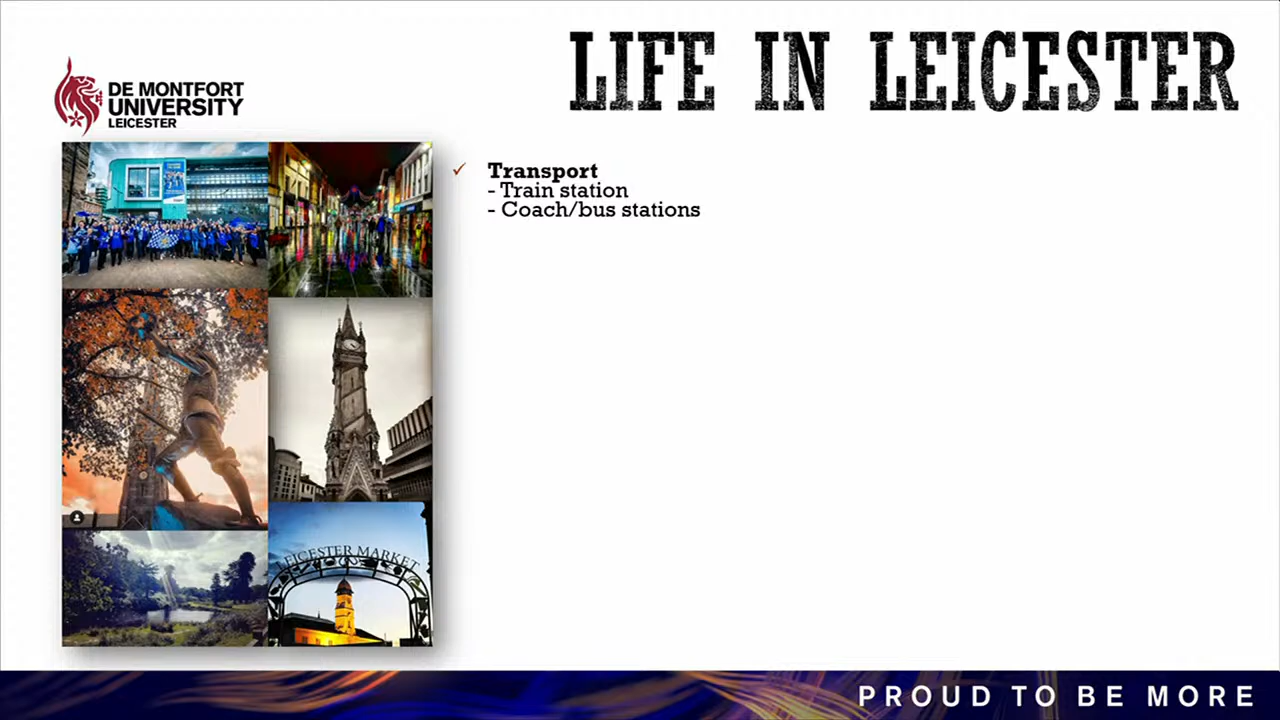 LIFE IN LEICESTER
DE MONTFORT
UNIVERSITY
LEICESTER
✓ Transport
- Train station
- Coach/bus stations
LEICESTER MARKET
PROUD TO BE MORE